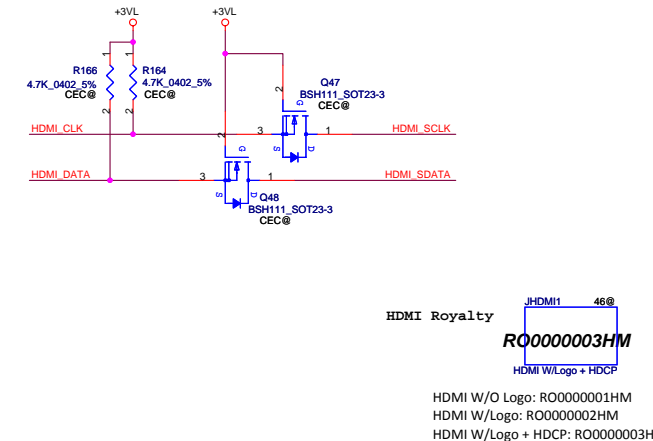 +3VL +3VL
1 1
R166 R164
4.7K_0402_5% 4.7K_0402_5%
CEC@ CEC@
2 2
Q47
BSH111_SOT23-3
CEC@
2
G
HDMI_CLK 3 1 HDMI_SCLK
S D
2
G
HDMI_DATA 3 1 HDMI_SDATA
S D
Q48
BSH111_SOT23-3
CEC@
JHDMI1 46@
HDMI Royalty
RO0000003HM
HDMI W/Logo + HDCP
HDMI W/O Logo: RO0000001HM
HDMI W/Logo: RO0000002HM
HDMI W/Logo + HDCP: RO0000003H